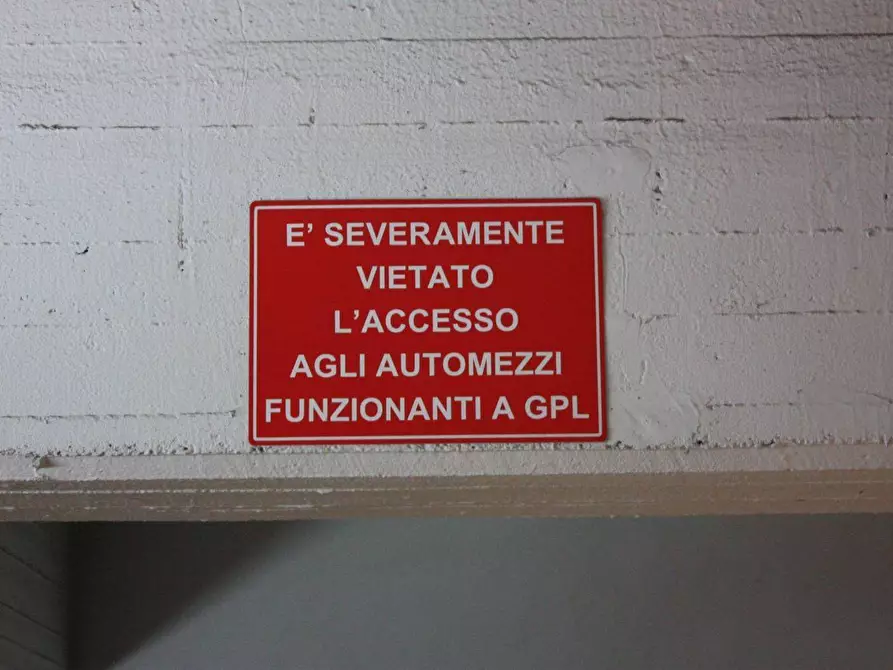 E’ SEVERAMENTE
VIETATO
L’ACCESSO
AGLI AUTOMEZZI
FUNZIONANTI A GPL